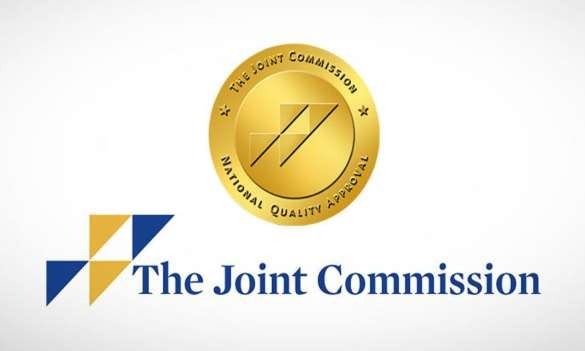 The Joint Commission
National Quality Approval
The Joint Commission